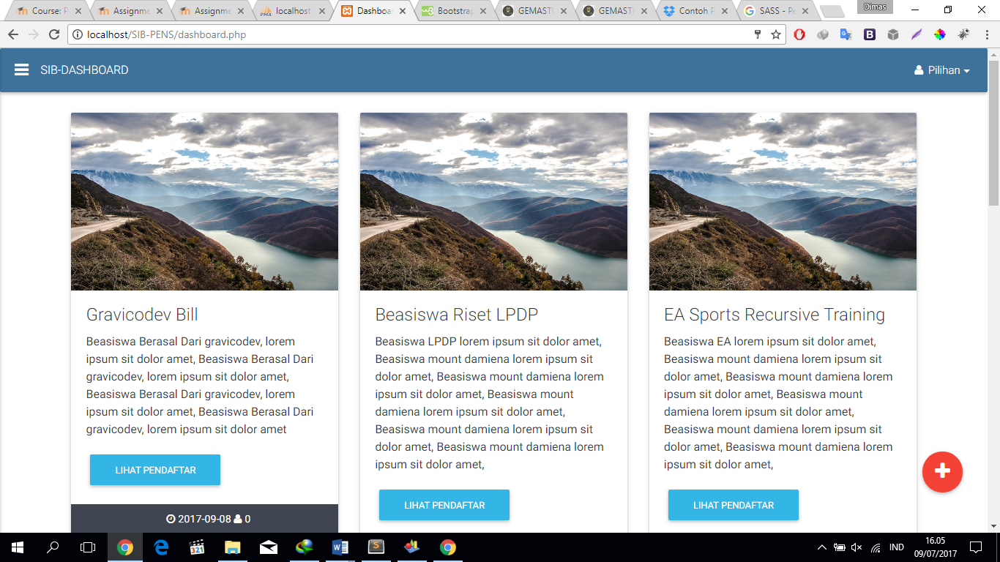 Course: P
Assignme
Assignme
localhost
Dashboar
Bootstrap
GEMASTI
GEMASTI
Contoh P
SASS - Pe
Dimas
localhost/SIB-PENS/dashboard.php
SIB-DASHBOARD
Pilihan
Gravicodev Bill
Beasiswa Berasal Dari gravicodev, lorem
ipsum sit dolor amet, Beasiswa Berasal Dari
gravicodev, lorem ipsum sit dolor amet,
Beasiswa Berasal Dari gravicodev, lorem
ipsum sit dolor amet, Beasiswa Berasal Dari
gravicodev, lorem ipsum sit dolor amet
LIHAT PENDAFTAR
2017-09-08 0
Beasiswa Riset LPDP
Beasiswa LPDP lorem ipsum sit dolor amet,
Beasiswa mount damiena lorem ipsum sit
dolor amet, Beasiswa mount damiena lorem
ipsum sit dolor amet, Beasiswa mount
damiena lorem ipsum sit dolor amet,
Beasiswa mount damiena lorem ipsum sit
dolor amet, Beasiswa mount damiena lorem
ipsum sit dolor amet,
LIHAT PENDAFTAR
EA Sports Recursive Training
Beasiswa EA lorem ipsum sit dolor amet,
Beasiswa mount damiena lorem ipsum sit
dolor amet, Beasiswa mount damiena lorem
ipsum sit dolor amet, Beasiswa mount
damiena lorem ipsum sit dolor amet,
Beasiswa mount damiena lorem ipsum sit
dolor amet, Beasiswa mount damiena lorem
ipsum sit dolor amet,
LIHAT PENDAFTAR
IND
16.05
09/07/2017